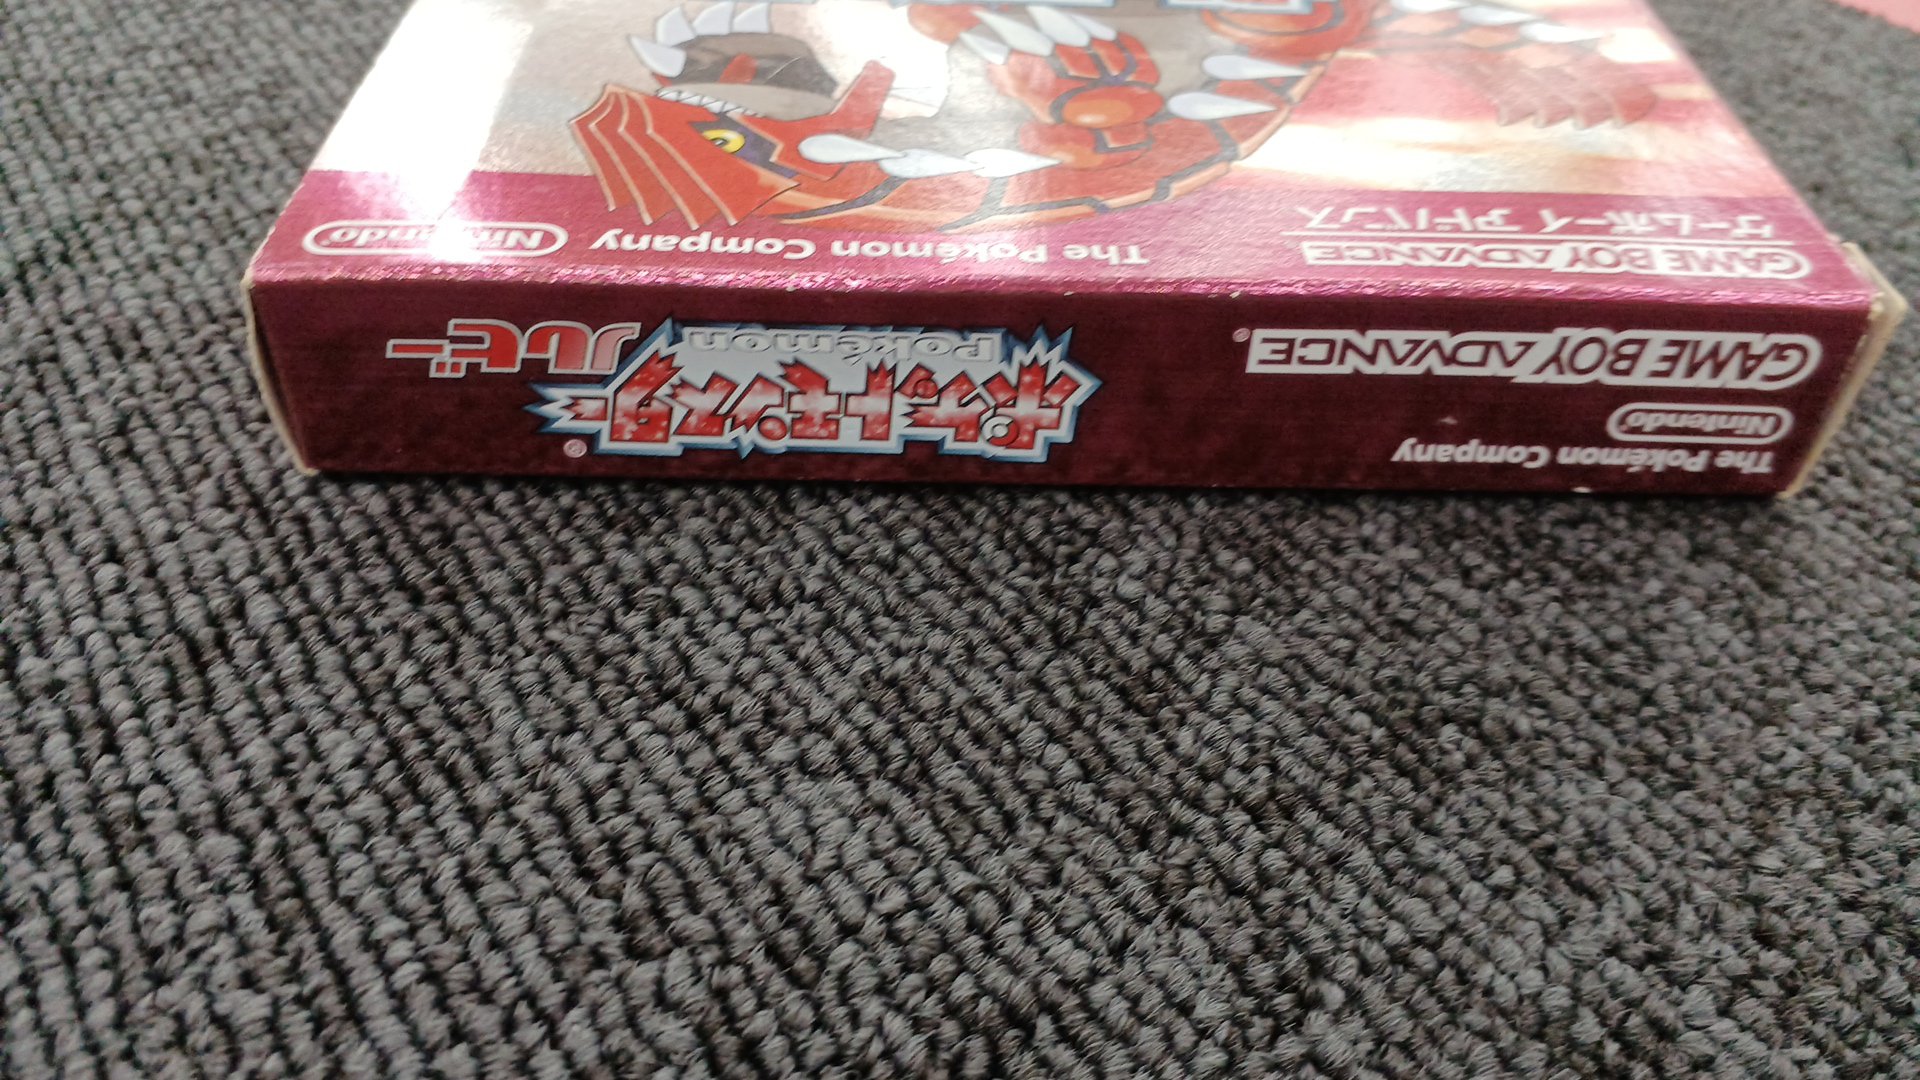 Nintendo
The Pokémon Company
GAME BOY ADVANCE
ゲームボーイアドバンス
The Pokémon Company
Nintendo
GAME BOY ADVANCE®
ポケットモンスター®
Pokémon
ルビー